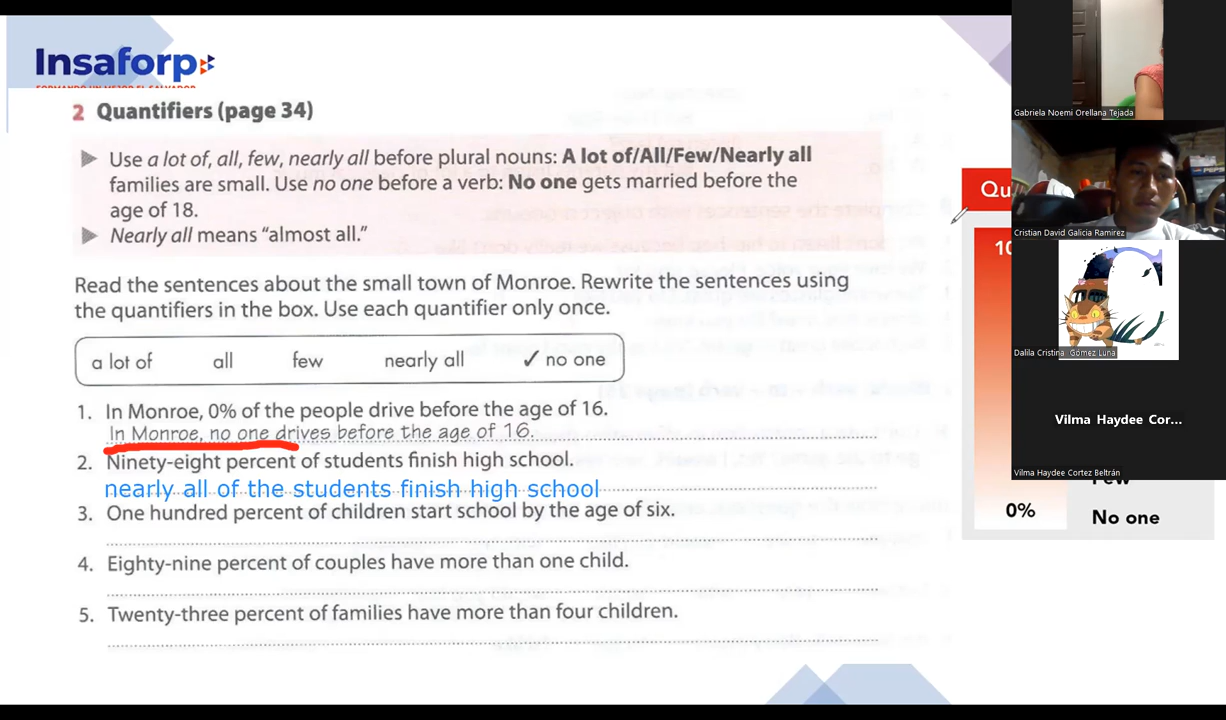 Insaforp
2 Quantifiers (page 34)
▶ Use a lot of, all, few, nearly all before plural nouns: A lot of/All/Few/Nearly all
families are small. Use no one before a verb: No one gets married before the
age of 18.
▶ Nearly all means “almost all.”
Read the sentences about the small town of Monroe. Rewrite the sentences using
the quantifiers in the box. Use each quantifier only once.
a lot of all few nearly all ✓ no one
1. In Monroe, 0% of the people drive before the age of 16.
In Monroe, no one drives before the age of 16.
2. Ninety-eight percent of students finish high school.
nearly all of the students finish high school
3. One hundred percent of children start school by the age of six.
4. Eighty-nine percent of couples have more than one child.
5. Twenty-three percent of families have more than four children.
Qu
10
Few
0% No one
Gabriela Noemi Orellana Tejada
Cristian David Galicia Ramirez
Dalila Cristina Gómez Luna
Vilma Haydee Cor...
Vilma Haydee Cortez Beltrán